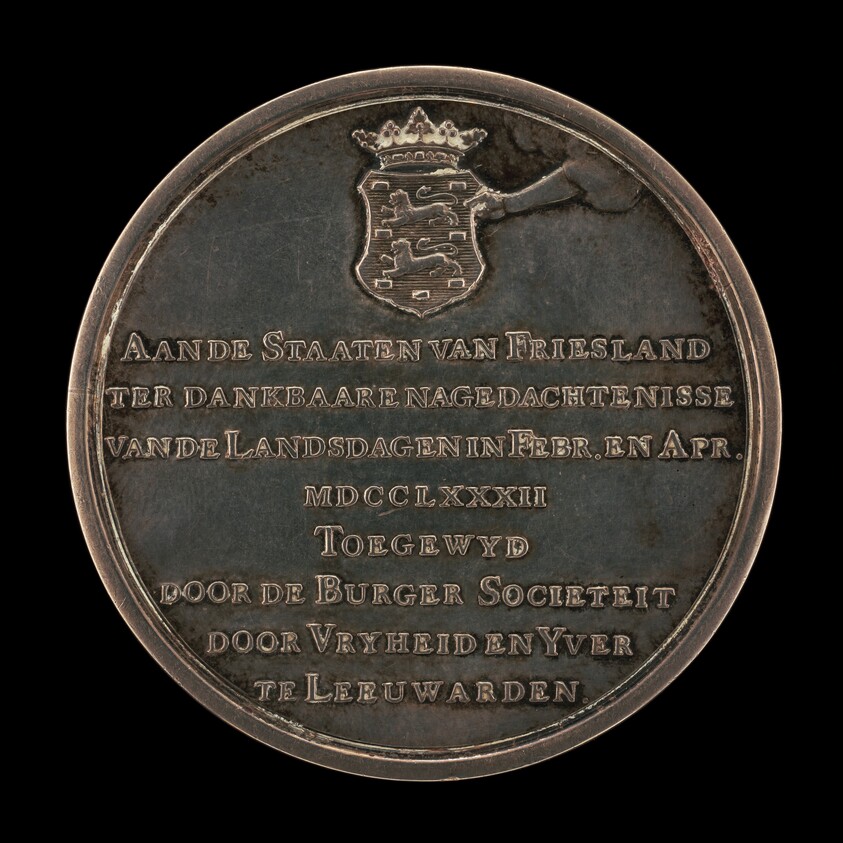 AAN DE STAATEN VAN FRIESLAND
TER DANKBAARE NAGEDACHTENISSE
VAN DE LANDSDAGEN IN FEBR. EN APR.
MDCCLXXXII
TOEGEWYD
DOOR DE BURGER SOCIETEIT
DOOR VRYHEID EN YVER
TE LEEUWARDEN.